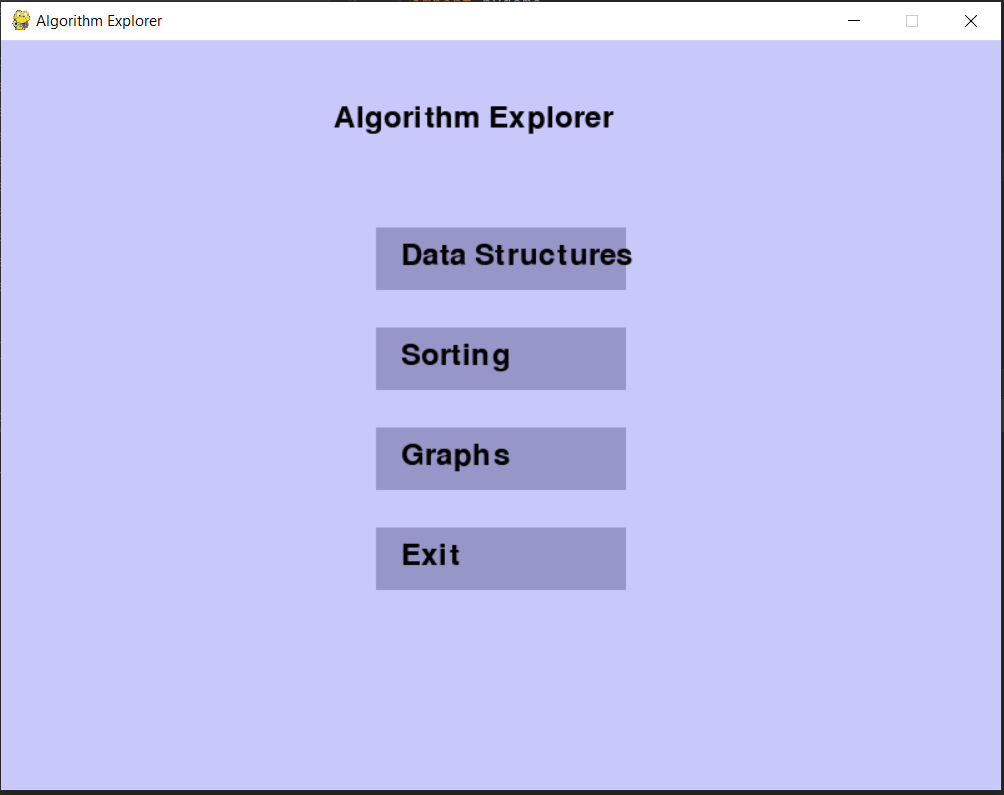 Algorithm Explorer
Algorithm Explorer
Data Structures
Sorting
Graphs
Exit